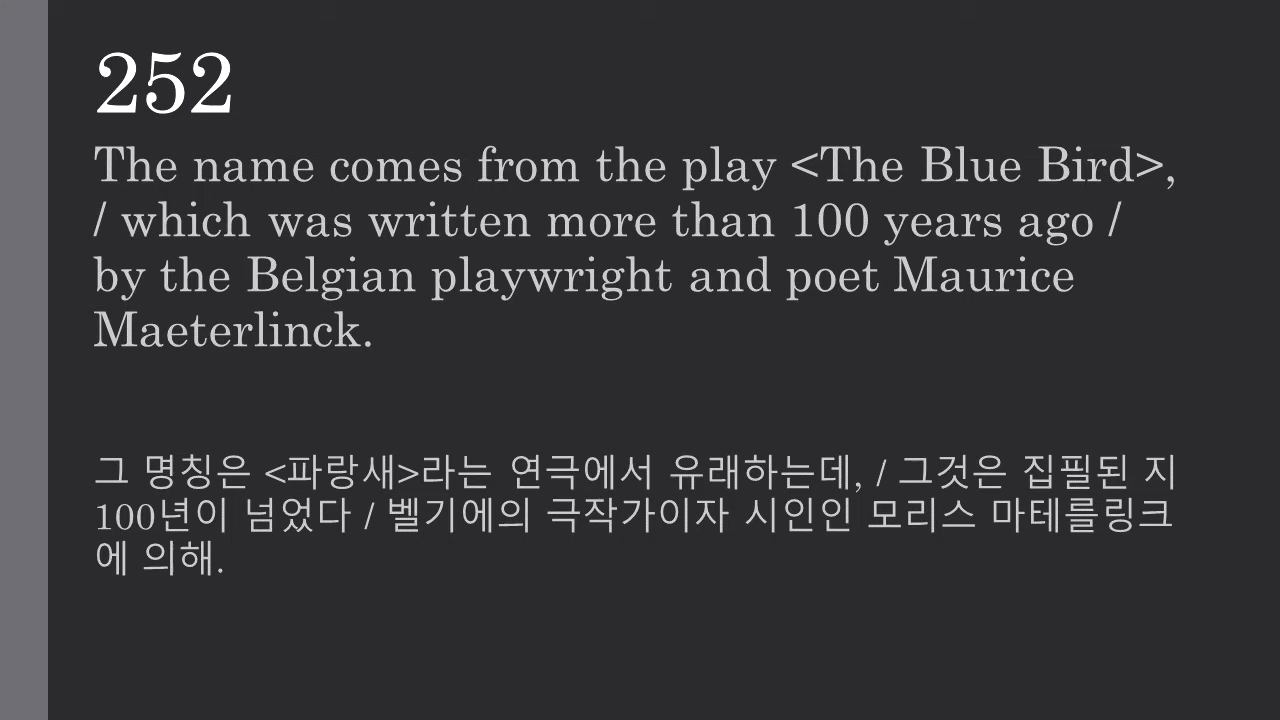 252
The name comes from the play <The Blue Bird>,
/ which was written more than 100 years ago /
by the Belgian playwright and poet Maurice
Maeterlinck.
그 명칭은 <파랑새>라는 연극에서 유래하는데, / 그것은 집필된 지
100년이 넘었다 / 벨기에의 극작가이자 시인인 모리스 마테를링크
에 의해.